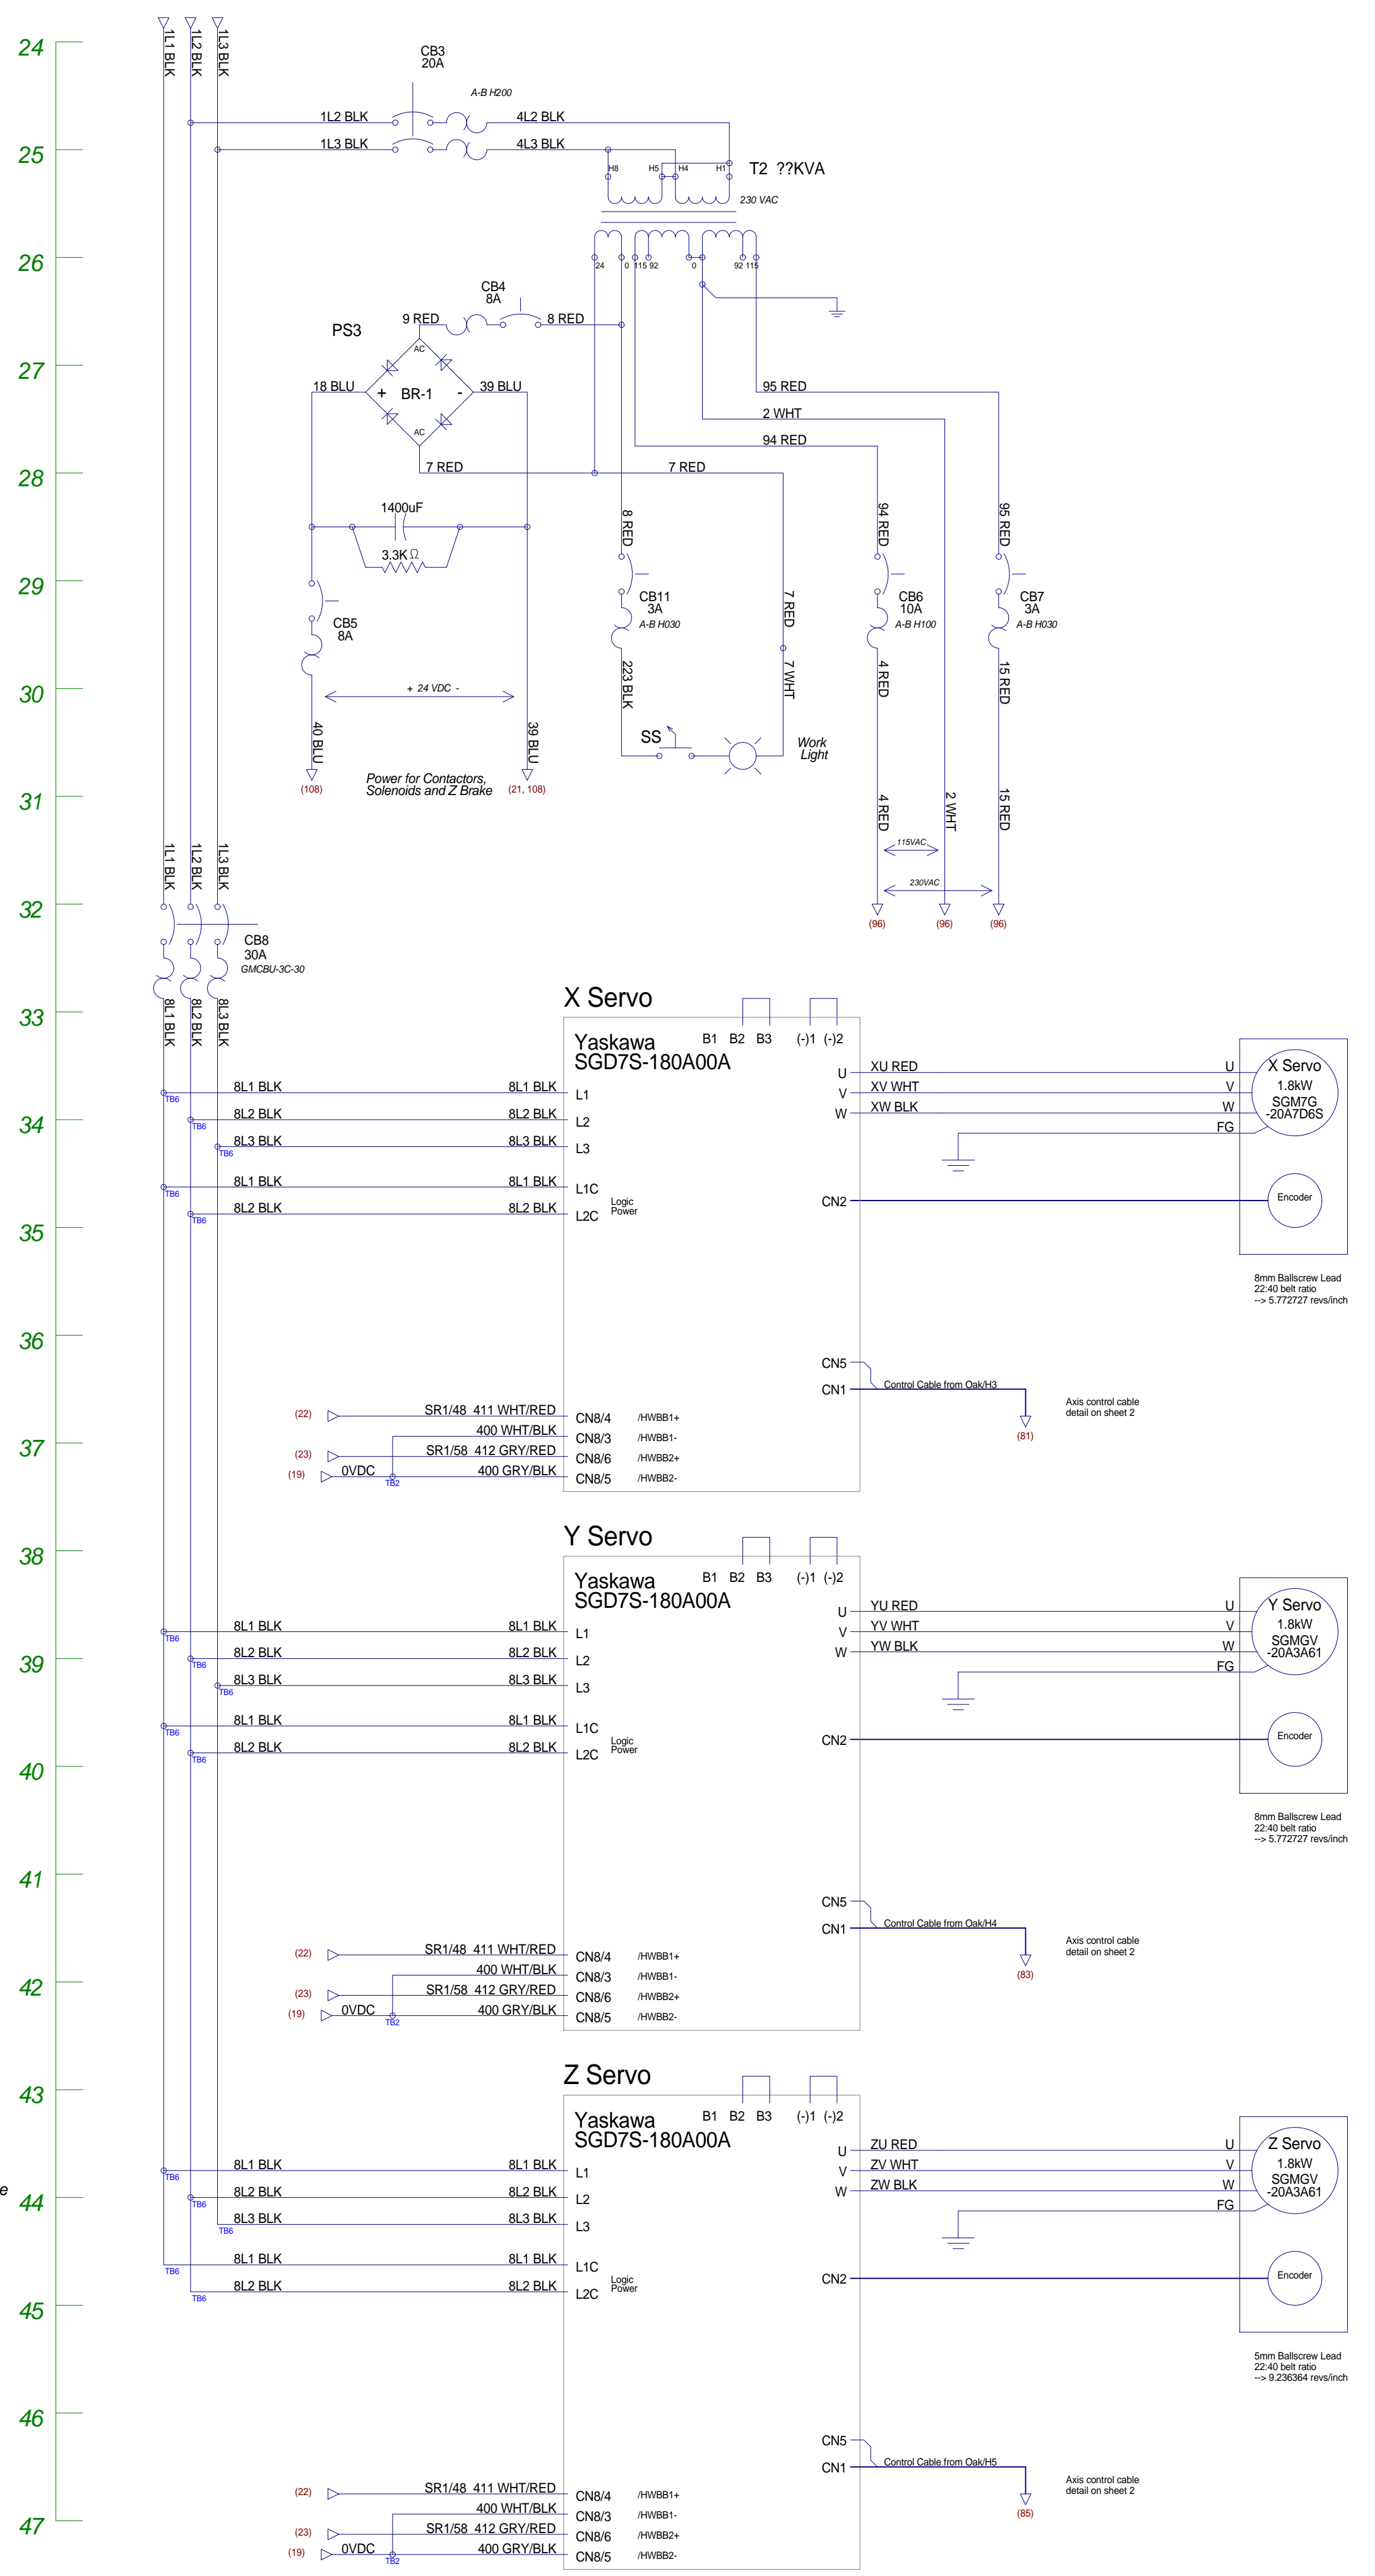 24
1L1 BLK
1L2 BLK
1L3 BLK
CB3
20A
A-B H200
1L2 BLK
4L2 BLK
25
1L3 BLK
4L3 BLK
H8
H5
H4
H1
T2 ??KVA
230 VAC
26
24
0
115
92
0
92
115
CB4
8A
9 RED
8 RED
PS3
AC
27
18 BLU
+ BR-1 -
39 BLU
95 RED
AC
2 WHT
94 RED
28
7 RED
7 RED
1400uF
3.3K Ω
8 RED
94 RED
95 RED
29
CB5
8A
CB11
3A
A-B H030
7 RED
CB6
10A
A-B H100
CB7
3A
A-B H030
30
+ 24 VDC -
223 BLK
7 WHT
4 RED
15 RED
40 BLU
39 BLU
SS
Work
Light
(108)
Power for Contactors,
Solenoids and Z Brake
(21, 108)
31
4 RED
2 WHT
15 RED
115VAC
230VAC
1L1 BLK
1L2 BLK
1L3 BLK
32
(96)
(96)
(96)
CB8
30A
GMCBU-3C-30
33
8L1 BLK
8L2 BLK
8L3 BLK
X Servo
Yaskawa
SGD7S-180A00A
B1 B2 B3 (-)1 (-)2
U
XU RED
U
X Servo
1.8kW
SGM7G
-20A7D6S
V
XV WHT
V
W
XW BLK
W
FG
TB6
8L1 BLK
8L1 BLK
L1
34
TB6
8L2 BLK
8L2 BLK
L2
TB6
8L3 BLK
8L3 BLK
L3
TB6
8L1 BLK
8L1 BLK
L1C
Logic
Power
35
TB6
8L2 BLK
8L2 BLK
L2C
CN2
Encoder
8mm Ballscrew Lead
22:40 belt ratio
--> 5.772727 revs/inch
36
CN5
CN1
Control Cable from Oak/H3
Axis control cable
detail on sheet 2
(81)
(22)
SR1/48 411 WHT/RED
CN8/4
/HWBB1+
37
400 WHT/BLK
CN8/3
/HWBB1-
(23)
SR1/58 412 GRY/RED
CN8/6
/HWBB2+
(19)
0VDC
TB2
400 GRY/BLK
CN8/5
/HWBB2-
38
Y Servo
Yaskawa
SGD7S-180A00A
B1 B2 B3 (-)1 (-)2
U
YU RED
U
Y Servo
1.8kW
SGMGV
-20A3A61
V
YV WHT
V
W
YW BLK
W
FG
TB6
8L1 BLK
8L1 BLK
L1
39
TB6
8L2 BLK
8L2 BLK
L2
TB6
8L3 BLK
8L3 BLK
L3
TB6
8L1 BLK
8L1 BLK
L1C
Logic
Power
40
TB6
8L2 BLK
8L2 BLK
L2C
CN2
Encoder
8mm Ballscrew Lead
22:40 belt ratio
--> 5.772727 revs/inch
41
CN5
CN1
Control Cable from Oak/H4
Axis control cable
detail on sheet 2
(83)
(22)
SR1/48 411 WHT/RED
CN8/4
/HWBB1+
42
400 WHT/BLK
CN8/3
/HWBB1-
(23)
SR1/58 412 GRY/RED
CN8/6
/HWBB2+
(19)
0VDC
TB2
400 GRY/BLK
CN8/5
/HWBB2-
43
Z Servo
Yaskawa
SGD7S-180A00A
B1 B2 B3 (-)1 (-)2
U
ZU RED
U
Z Servo
1.8kW
SGMGV
-20A3A61
V
ZV WHT
V
W
ZW BLK
W
FG
TB6
8L1 BLK
8L1 BLK
L1
44
TB6
8L2 BLK
8L2 BLK
L2
TB6
8L3 BLK
8L3 BLK
L3
TB6
8L1 BLK
8L1 BLK
L1C
Logic
Power
45
TB6
8L2 BLK
8L2 BLK
L2C
CN2
Encoder
5mm Ballscrew Lead
22:40 belt ratio
--> 9.236364 revs/inch
46
CN5
CN1
Control Cable from Oak/H5
Axis control cable
detail on sheet 2
(85)
(22)
SR1/48 411 WHT/RED
CN8/4
/HWBB1+
47
400 WHT/BLK
CN8/3
/HWBB1-
(23)
SR1/58 412 GRY/RED
CN8/6
/HWBB2+
(19)
0VDC
TB2
400 GRY/BLK
CN8/5
/HWBB2-